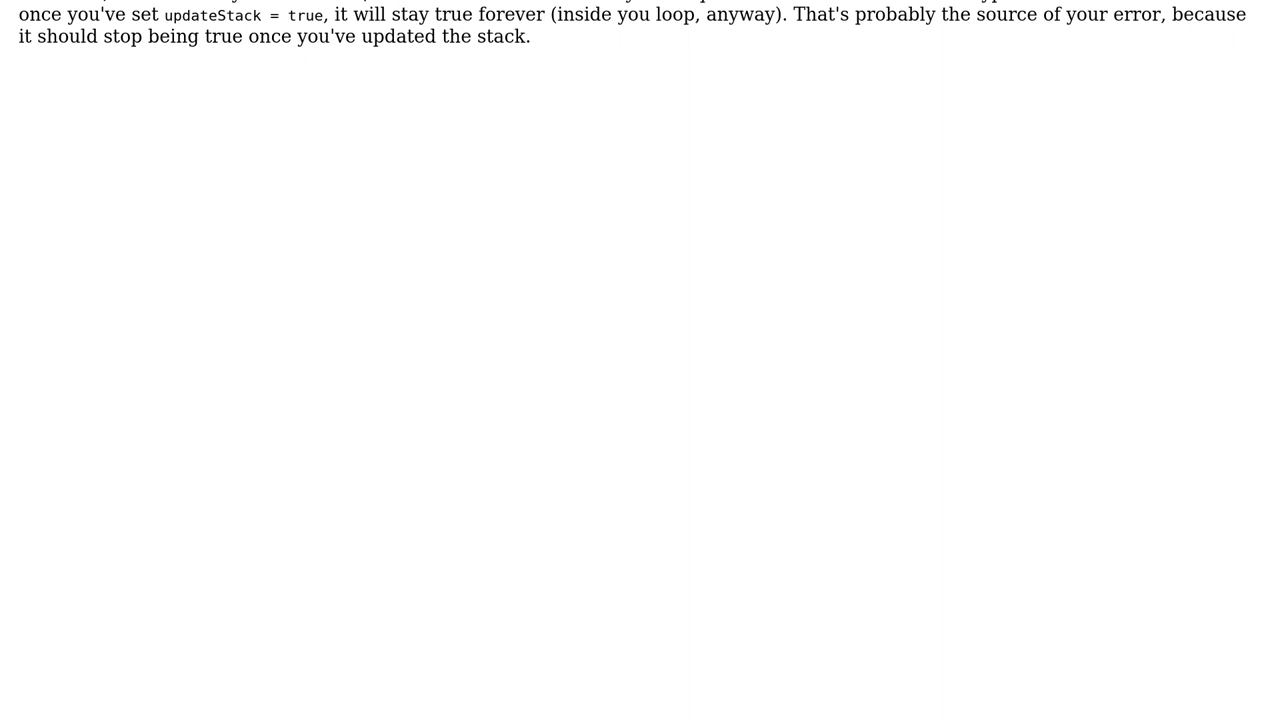 once you've set updateStack = true, it will stay true forever (inside you loop, anyway). That's probably the source of your error, because
it should stop being true once you've updated the stack.